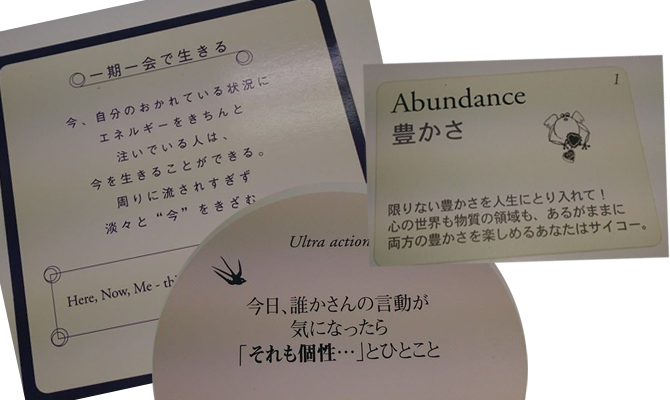 一期一会で生きる
今、自分のおかれている状況に
エネルギーをきちんと
注いでいる人は、
今を生きることができる。
周りに流されすぎず
淡々と“今”をきざむ
Here, Now, Me -
Ultra action
今日、誰かさんの言動が
気になったら
「それも個性…」とひとこと
1
Abundance
豊かさ
限りない豊かさを人生にとり入れて！
心の世界も物質の領域も、あるがままに
両方の豊かさを楽しめるあなたはサイコー。